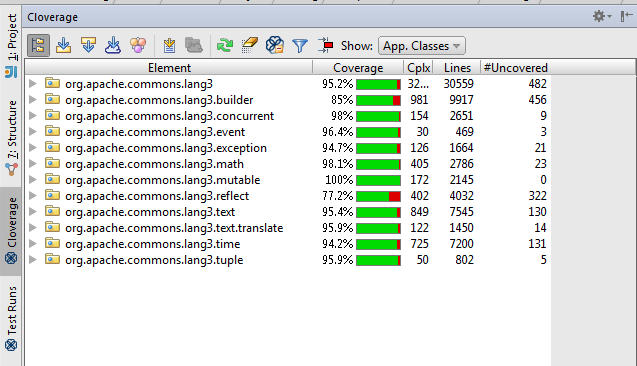 Cloverage
1: Project
7: Structure
Cloverage
Test Runs
Show: App. Classes
Element Coverage Cplx Lines #Uncovered
org.apache.commons.lang3 95.2% 32... 30559 482
org.apache.commons.lang3.builder 85% 981 9917 456
org.apache.commons.lang3.concurrent 98% 154 2651 9
org.apache.commons.lang3.event 96.4% 30 469 3
org.apache.commons.lang3.exception 94.7% 126 1664 21
org.apache.commons.lang3.math 98.1% 405 2786 23
org.apache.commons.lang3.mutable 100% 172 2145 0
org.apache.commons.lang3.reflect 77.2% 402 4032 322
org.apache.commons.lang3.text 95.4% 849 7545 130
org.apache.commons.lang3.text.translate 95.9% 122 1450 14
org.apache.commons.lang3.time 94.2% 725 7200 131
org.apache.commons.lang3.tuple 95.9% 50 802 5